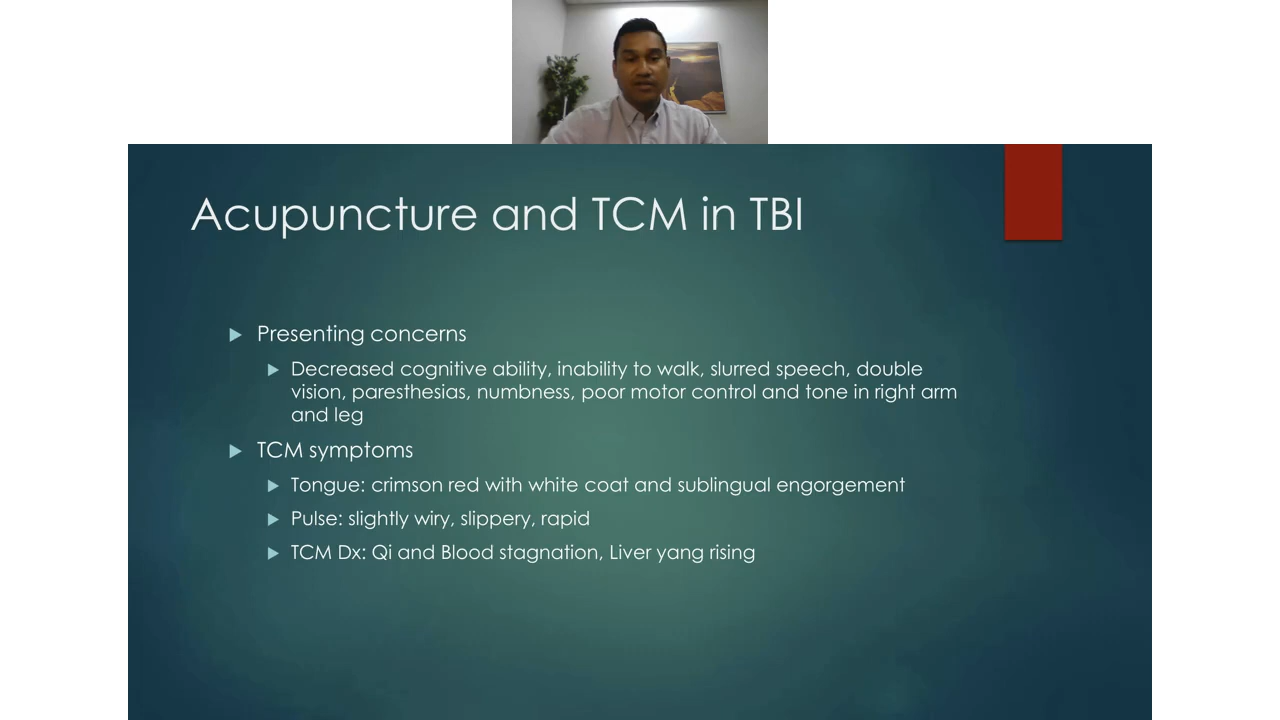 Acupuncture and TCM in TBI
Presenting concerns
Decreased cognitive ability, inability to walk, slurred speech, double
vision, paresthesias, numbness, poor motor control and tone in right arm
and leg
TCM symptoms
Tongue: crimson red with white coat and sublingual engorgement
Pulse: slightly wiry, slippery, rapid
TCM Dx: Qi and Blood stagnation, Liver yang rising